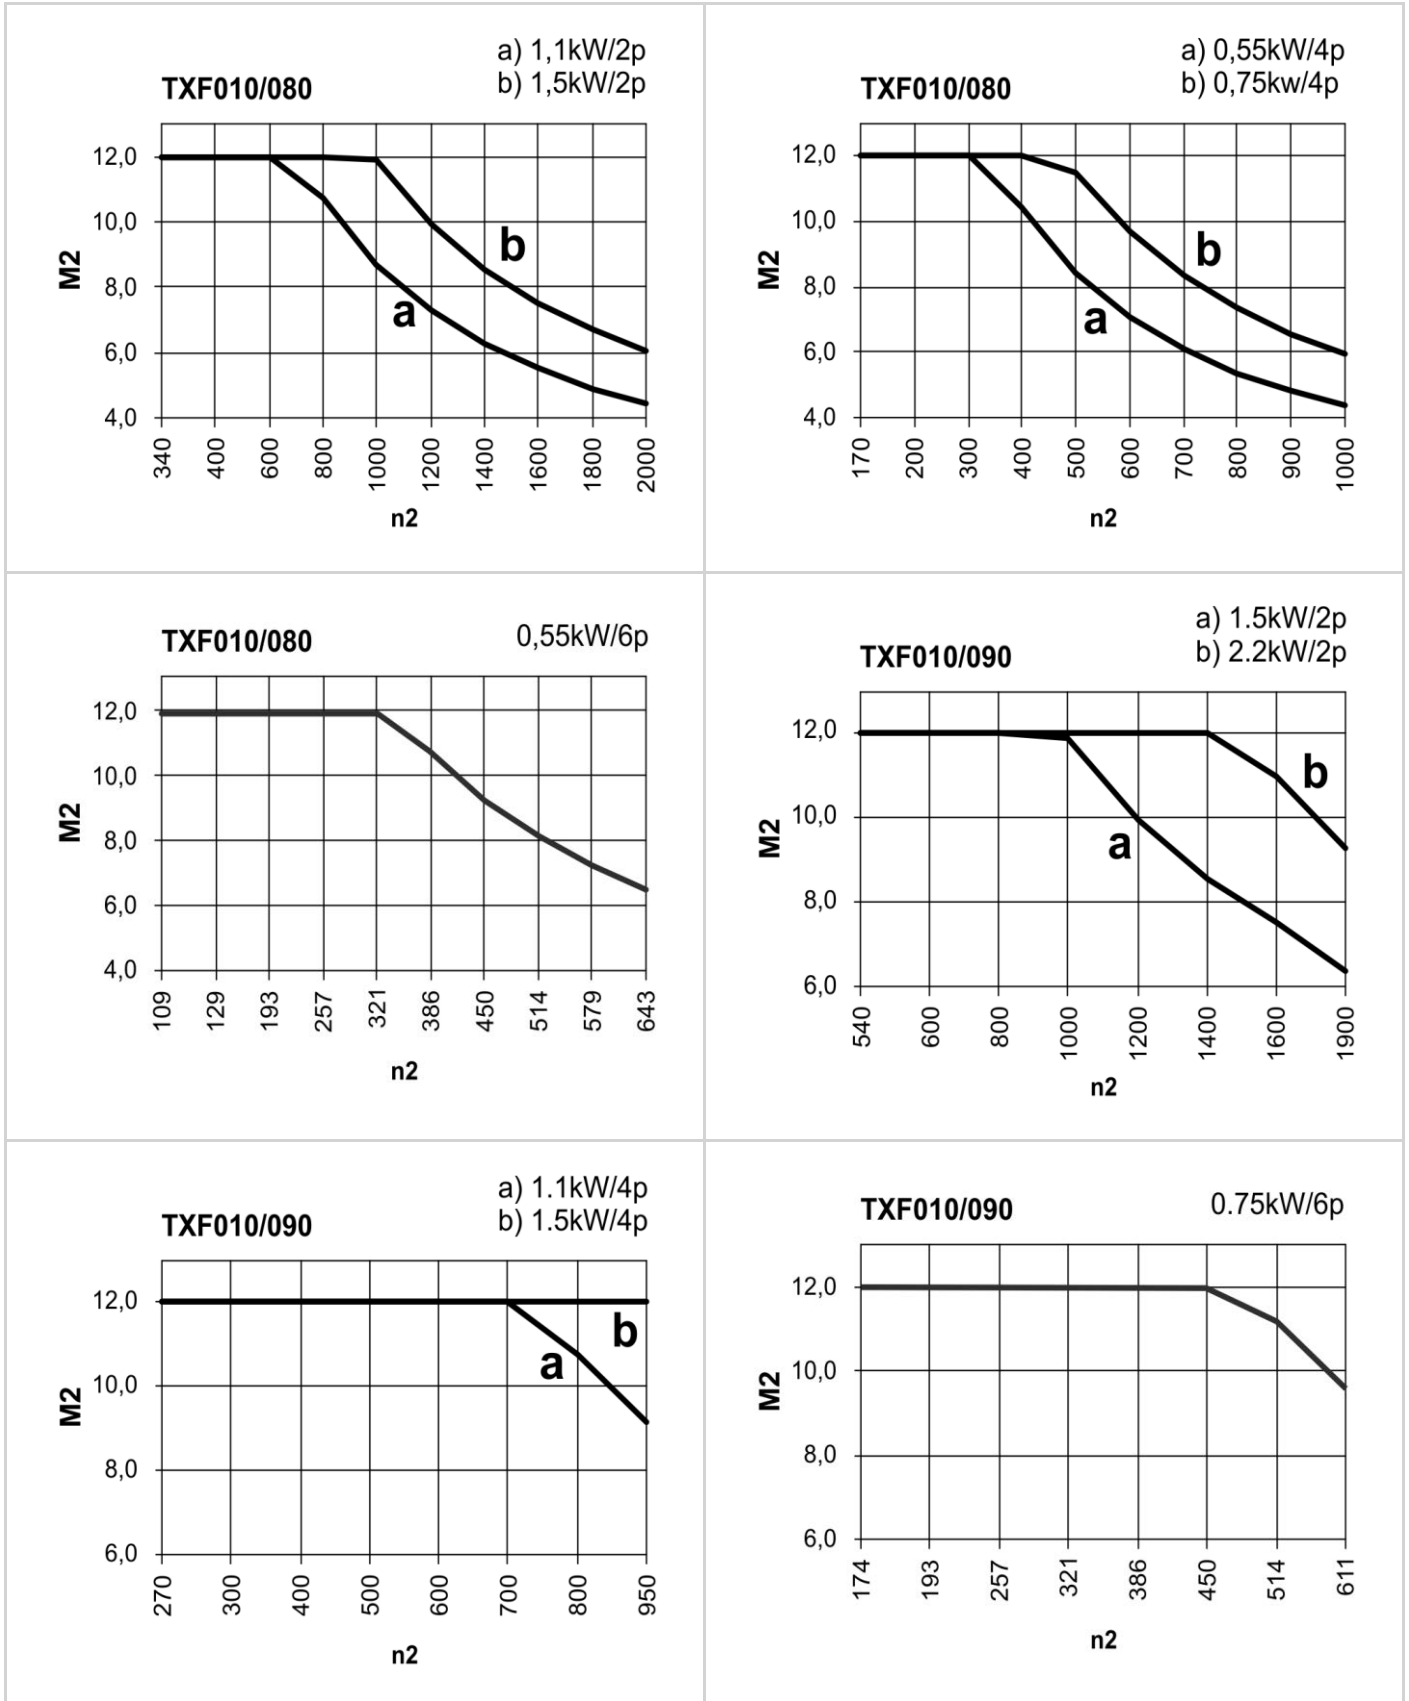 a) 1,1kW/2p
TXF010/080 b) 1,5kW/2p
12,0
10,0
8,0
6,0
4,0
M2
b
a
340 400 600 800 1000 1200 1400 1600 1800 2000
n2
a) 0,55kW/4p
TXF010/080 b) 0,75kw/4p
12,0
10,0
8,0
6,0
4,0
M2
b
a
170 200 300 400 500 600 700 800 900 1000
n2
TXF010/080 0,55kW/6p
12,0
10,0
8,0
6,0
4,0
M2
109 129 193 257 321 386 450 514 579 643
n2
a) 1.5kW/2p
TXF010/090 b) 2.2kW/2p
12,0
10,0
8,0
6,0
M2
b
a
540 600 800 1000 1200 1400 1600 1900
n2
a) 1.1kW/4p
TXF010/090 b) 1.5kW/4p
12,0
10,0
8,0
6,0
M2
b
a
270 300 400 500 600 700 800 950
n2
TXF010/090 0.75kW/6p
12,0
10,0
8,0
6,0
M2
174 193 257 321 386 450 514 611
n2